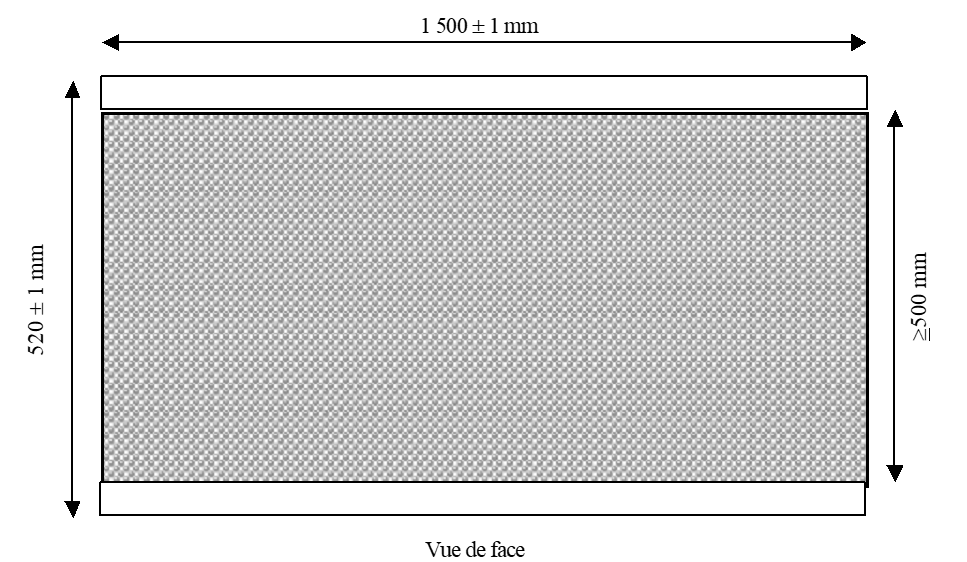 1 500 ± 1 mm
520 ± 1 mm
≥500 mm
Vue de face